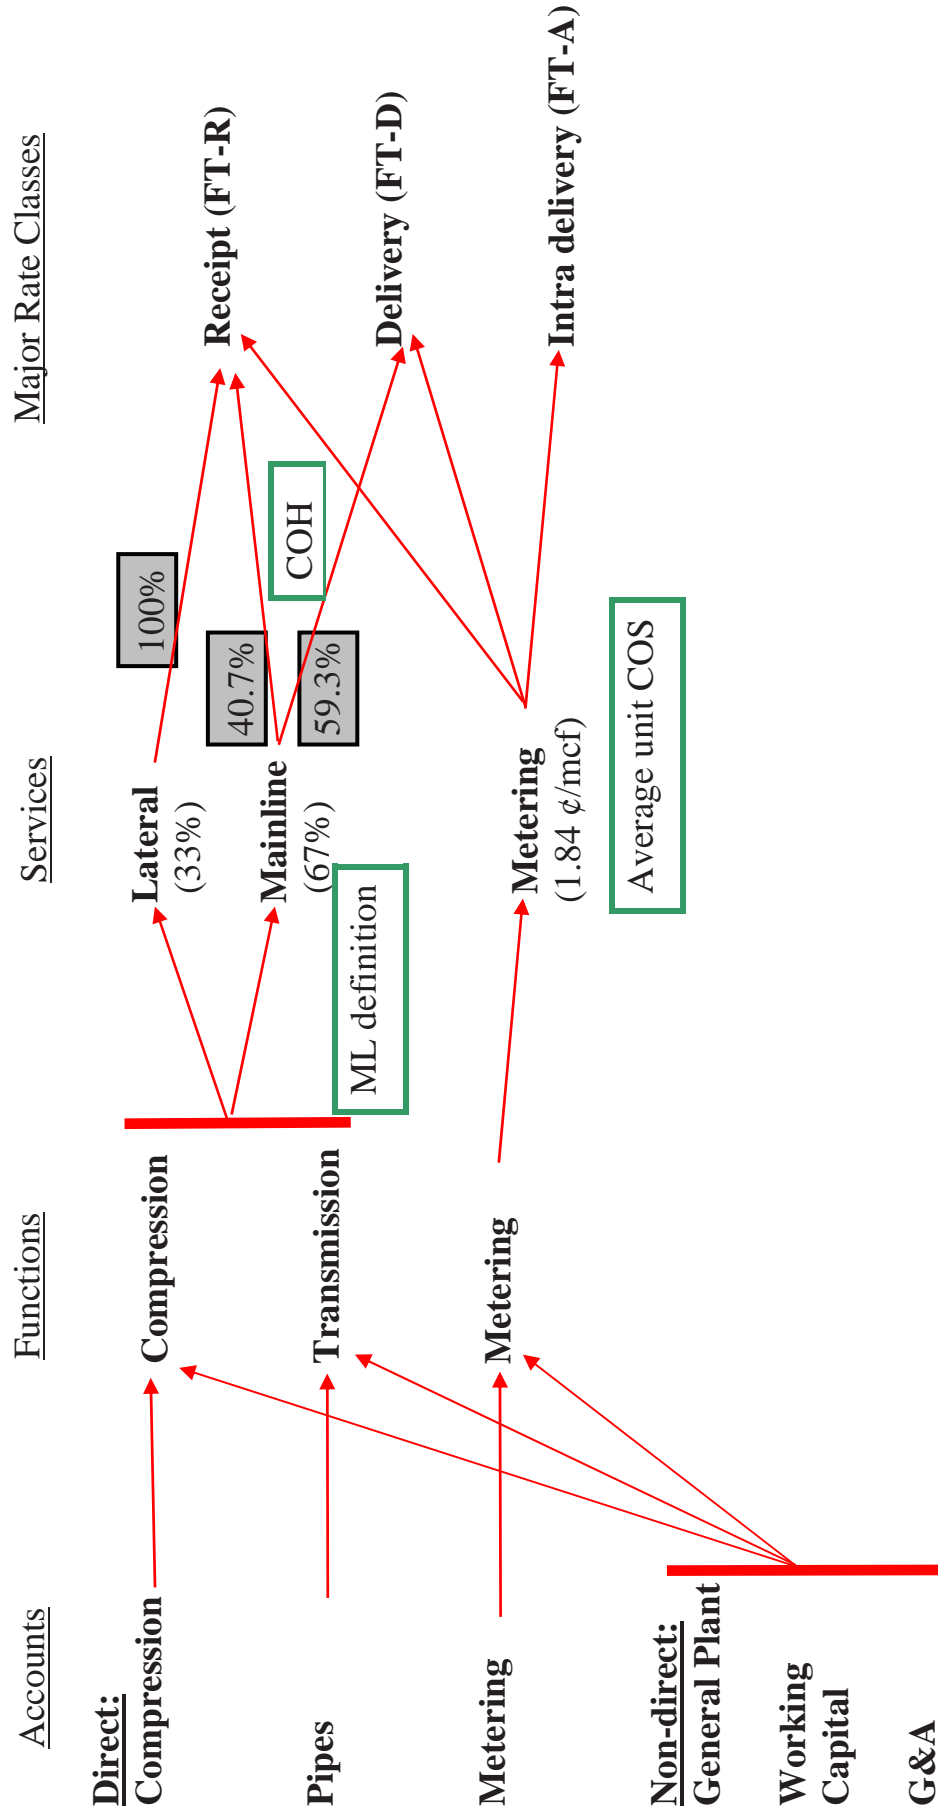 Accounts
Functions
Services
Major Rate Classes
Direct:
Compression
Pipes
Metering
Non-direct:
General Plant
Working
Capital
G&A
Compression
Transmission
Metering
Lateral
(33%)
Mainline
(67%)
ML definition
Metering
(1.84 ¢/mcf)
Average unit COS
100%
40.7%
59.3%
COH
Receipt (FT-R)
Delivery (FT-D)
Intra delivery (FT-A)